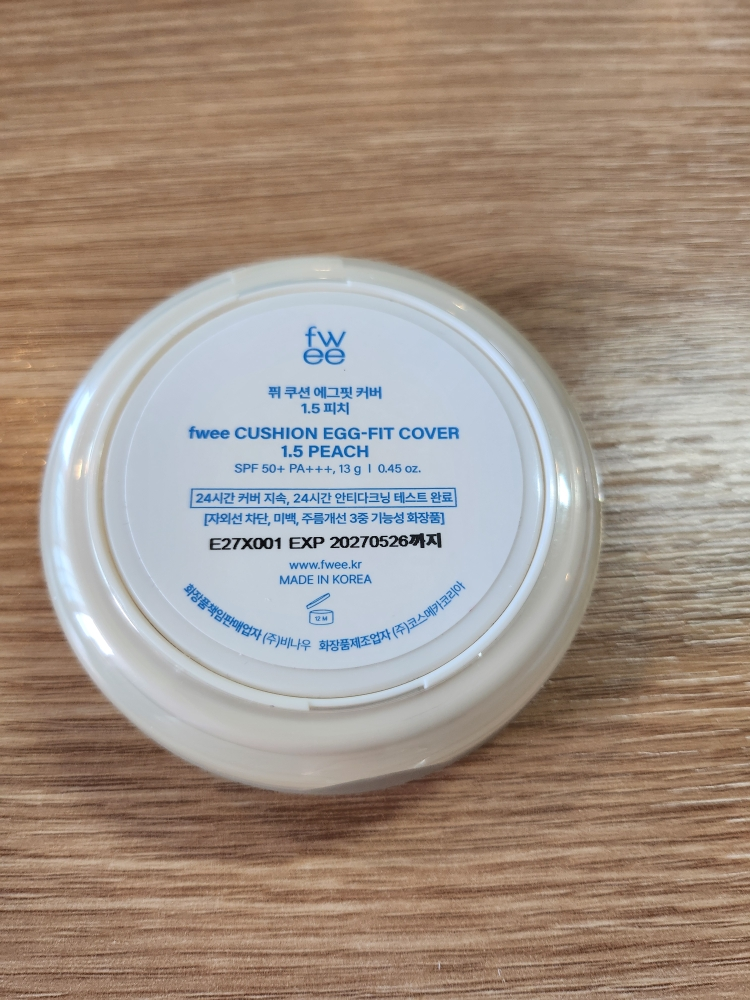 fw
ee
퓌 쿠션 에그핏 커버
1.5 피치
fwee CUSHION EGG-FIT COVER
1.5 PEACH
SPF 50+ PA+++, 13 g | 0.45 oz.
24시간 커버 지속, 24시간 안티다크닝 테스트 완료
[자외선 차단, 미백, 주름개선 3중 기능성 화장품]
E27X001 EXP 20270526까지
www.fwee.kr
MADE IN KOREA
12 M
화장품책임판매업자 (주)비나우 화장품제조업자 (주)코스메카코리아